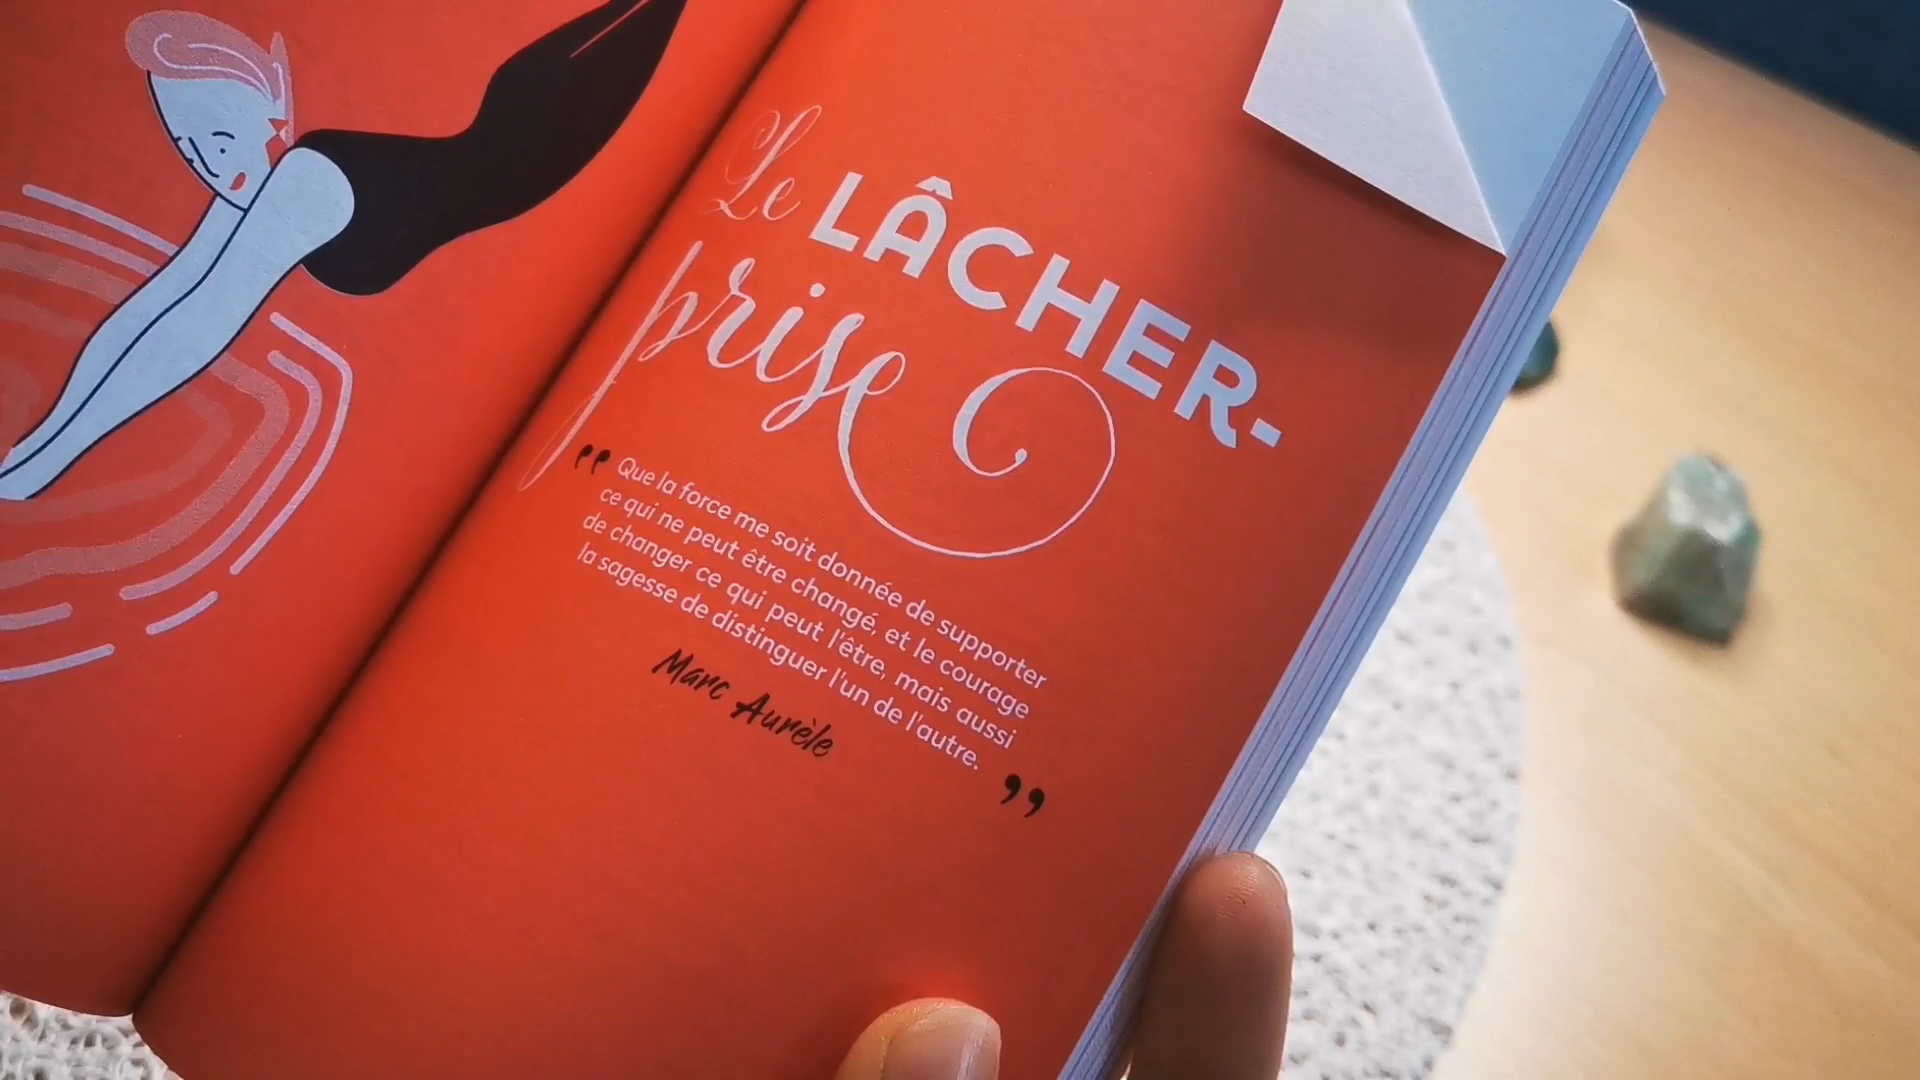 Le LÂCHER-
prise
“ Que la force me soit donnée de supporter
ce qui ne peut être changé, et le courage
de changer ce qui peut l'être, mais aussi
la sagesse de distinguer l'un de l'autre. ”
Marc Aurèle